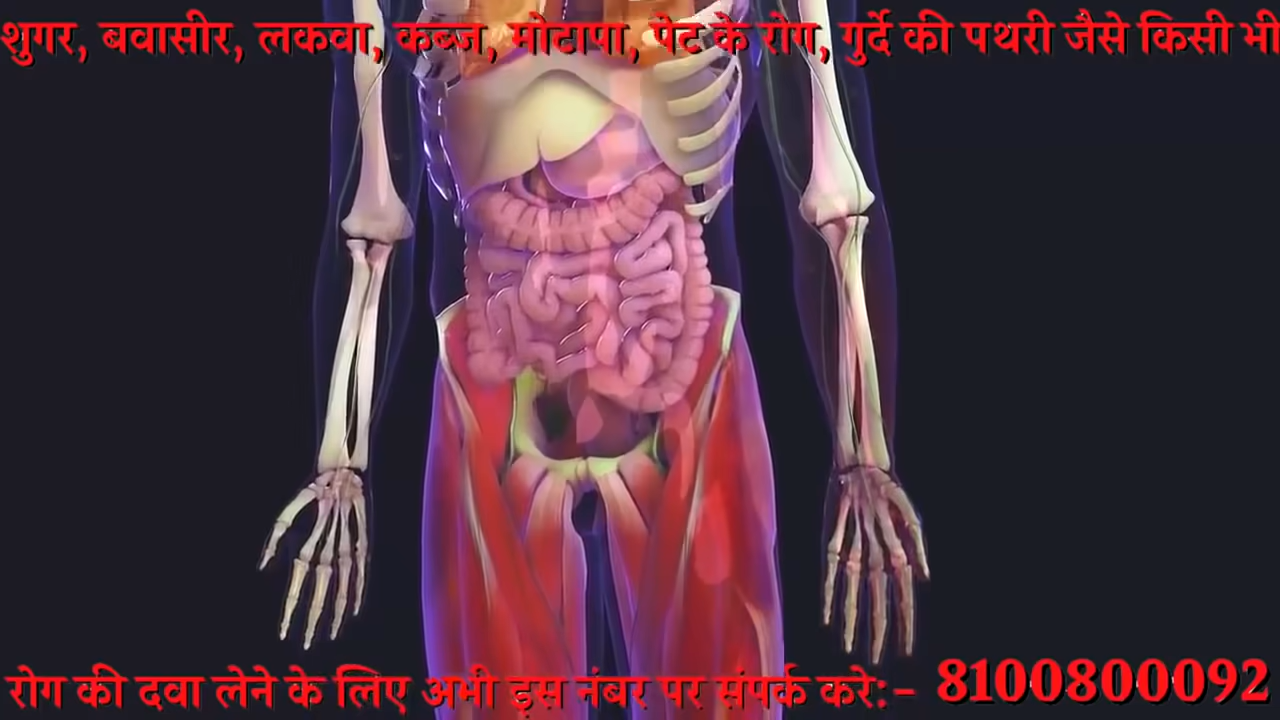 शुगर, बवासीर, लकवा, कब्ज, मोटापा, पेट के रोग, गुर्दे की पथरी जैसे किसी भी
रोग की दवा लेने के लिए अभी इस नंबर पर संपर्क करे:- 8100800092